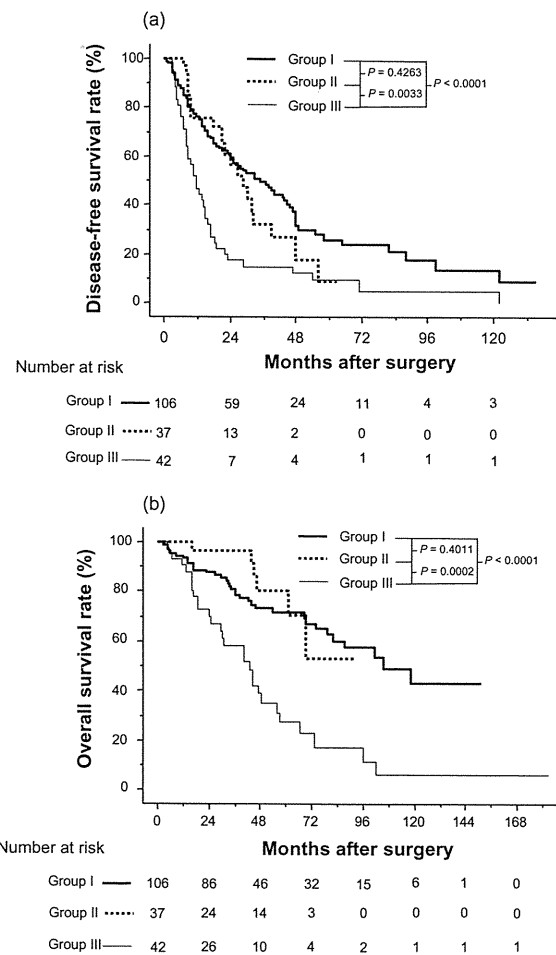 (a)
Disease-free survival rate (%)
100
80
60
40
20
0
Group I
Group II
Group III
P = 0.4263
P = 0.0033
P < 0.0001
0 24 48 72 96 120
Months after surgery
Number at risk
Group I 106 59 24 11 4 3
Group II 37 13 2 0 0 0
Group III 42 7 4 1 1 1
(b)
Overall survival rate (%)
100
80
60
40
20
0
Group I
Group II
Group III
P = 0.4011
P = 0.0002
P < 0.0001
0 24 48 72 96 120 144 168
Months after surgery
Number at risk
Group I 106 86 46 32 15 6 1 0
Group II 37 24 14 3 0 0 0 0
Group III 42 26 10 4 2 1 1 1